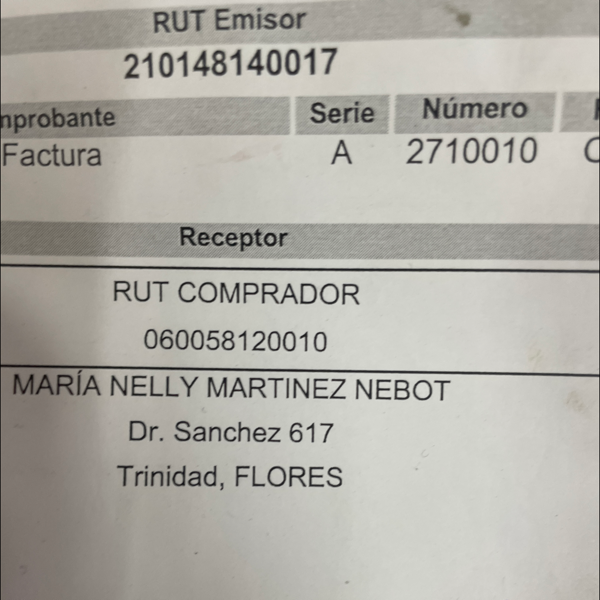 RUT Emisor
210148140017
mprobante Serie Número
Factura A 2710010
Receptor
RUT COMPRADOR
060058120010
MARÍA NELLY MARTINEZ NEBOT
Dr. Sanchez 617
Trinidad, FLORES